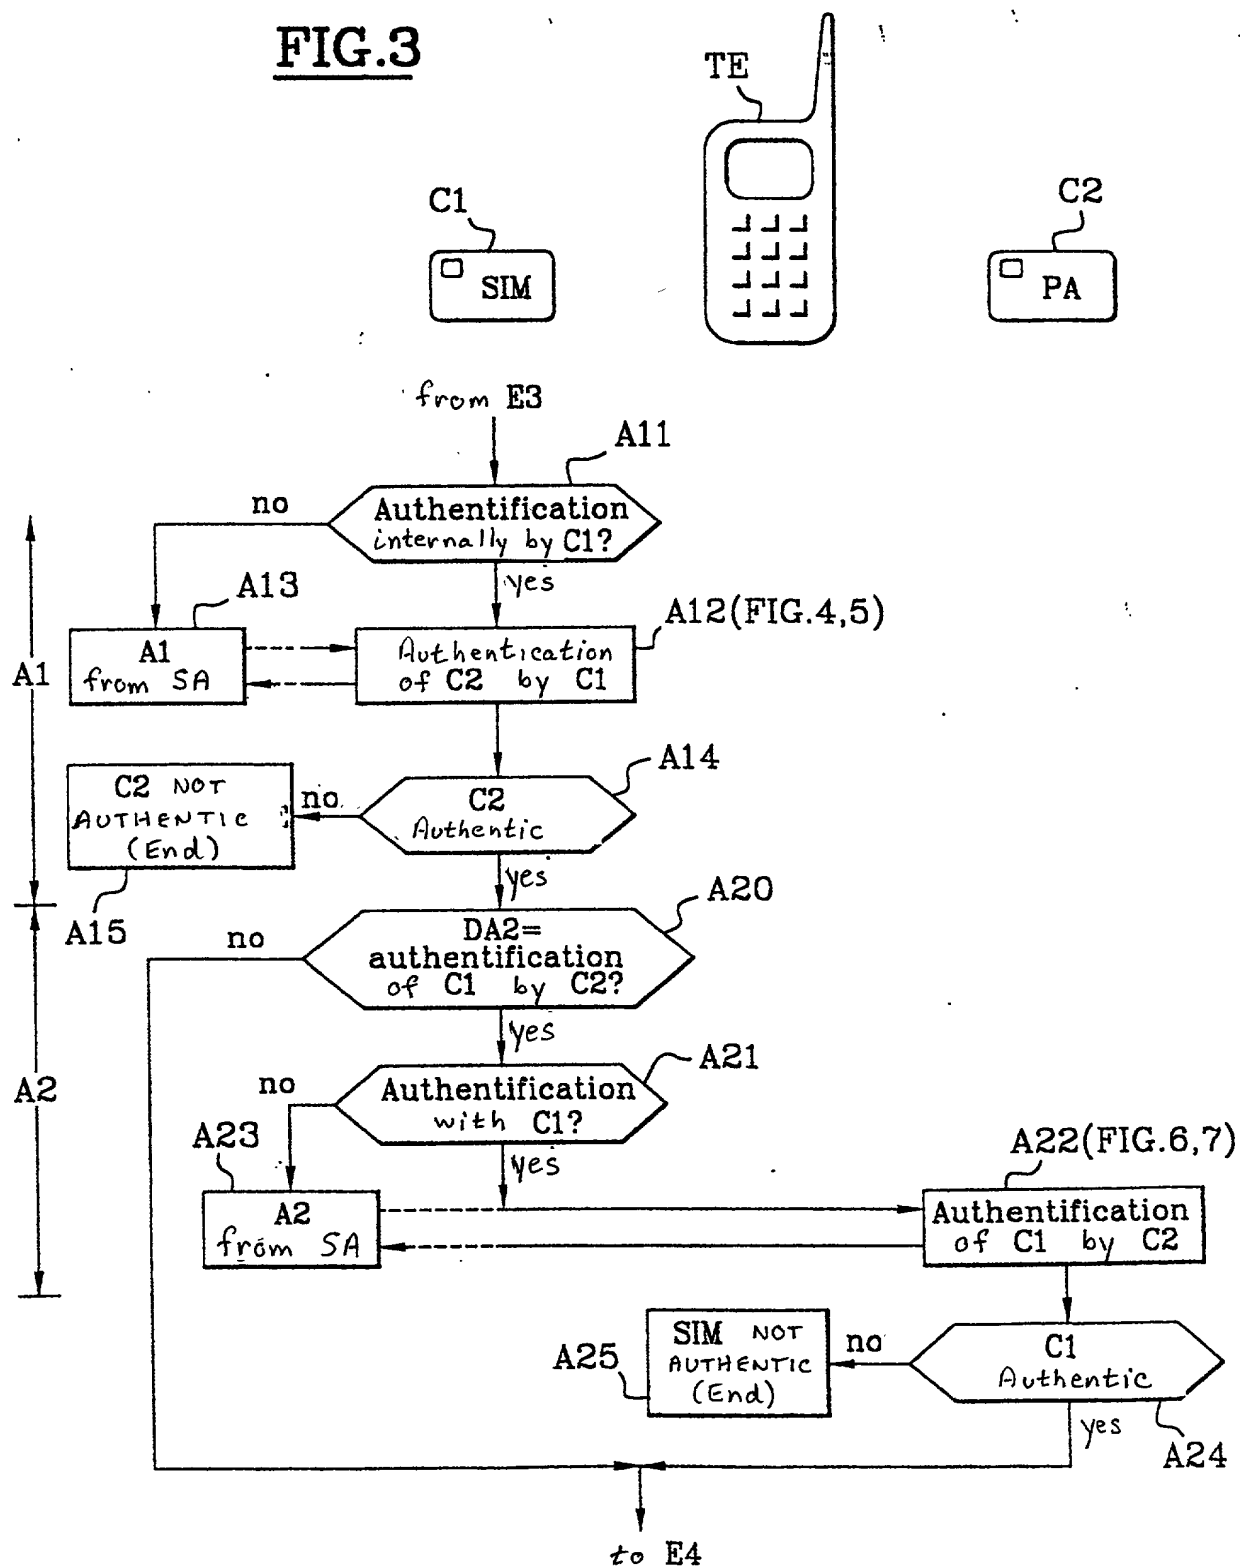 FIG.3
TE
C1
C2
SIM
PA
from E3
A11
no
Authentification
internally by C1?
yes
A13
A12(FIG.4,5)
A1
from SA
Authentication
of C2 by C1
A1
A14
C2 NOT
AUTHENTIC
(End)
no
C2
Authentic
yes
A15
A20
no
DA2=
authentification
of C1 by C2?
yes
A21
A2
no
Authentification
with C1?
A23
yes
A22(FIG.6,7)
A2
from SA
Authentification
of C1 by C2
SIM NOT
AUTHENTIC
(End)
A25
no
C1
Authentic
yes
A24
to E4